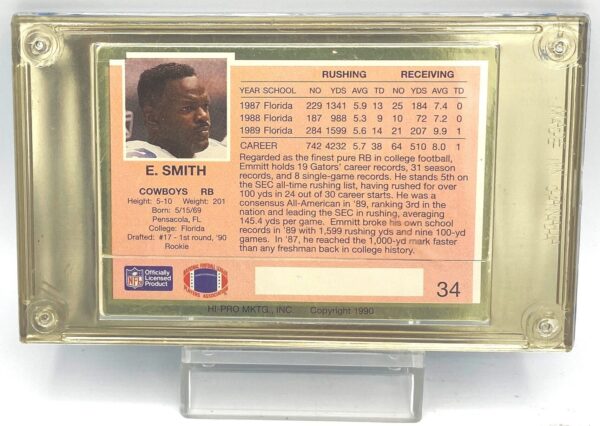 RUSHING RECEIVING
YEAR SCHOOL NO YDS AVG TD NO YDS AVG TD
1987 Florida 229 1341 5.9 13 25 184 7.4 0
1988 Florida 187 988 5.3 9 10 72 7.2 0
1989 Florida 284 1599 5.6 14 21 207 9.9 1
CAREER 742 4232 5.7 38 64 510 8.0 1
Regarded as the finest pure RB in college football,
Emmitt holds 19 Gators' career records, 31 season
records, and 8 single-game records. He stands 5th on
the SEC all-time rushing list, having rushed for over
100 yards in 24 out of 30 career starts. He was a
consensus All-American in '89, ranking 3rd in the
nation and leading the SEC in rushing, averaging
145.4 yds per game. Emmitt broke his own school
records in '89 with 1,599 rushing yds and nine 100-yd
games. In '87, he reached the 1,000-yd mark faster
than any freshman back in college history.
E. SMITH
COWBOYS RB
Height: 5-10 Weight: 201
Born: 5/15/69
Pensacola, FL
College: Florida
Drafted: #17 - 1st round, '90
Rookie
NFL
Officially
Licensed
Product
34
HI-PRO MKTG., INC Copyright 1990